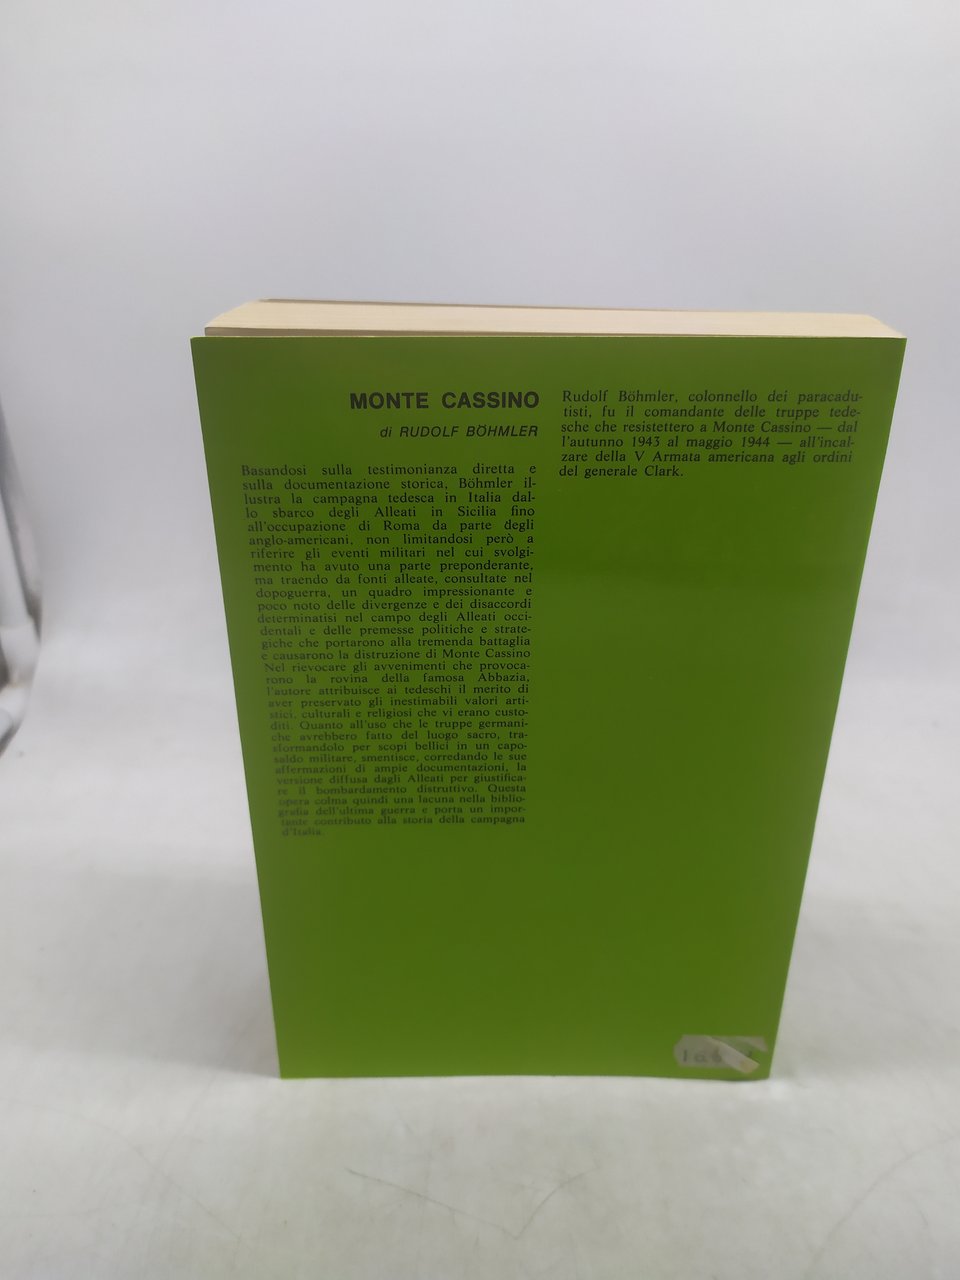 MONTE CASSINO
di RUDOLF BÖHMLER
Basandosi sulla testimonianza diretta e
sulla documentazione storica, Böhmler il-
lustra la campagna tedesca in Italia dal-
lo sbarco degli Alleati in Sicilia fino
all'occupazione di Roma da parte degli
anglo-americani, non limitandosi però a
riferire gli eventi militari nel cui svolgi-
mento ha avuto una parte preponderante,
ma traendo da fonti alleate, consultate nel
dopoguerra, un quadro impressionante e
poco noto delle divergenze e dei disaccordi
determinatisi nel campo degli Alleati occi-
dentali e delle premesse politiche e strate-
giche che portarono alla tremenda battaglia
e causarono la distruzione di Monte Cassino
Nel rievocare gli avvenimenti che provoca-
rono la rovina della famosa Abbazia,
l'autore attribuisce ai tedeschi il merito di
aver preservato gli inestimabili valori arti-
stici, culturali e religiosi che vi erano custo-
diti. Quanto all'uso che le truppe germani-
che avrebbero fatto del luogo sacro, tra-
sformandolo per scopi bellici in un capo-
saldo militare, smentisce, corredando le sue
affermazioni di ampie documentazioni, la
versione diffusa dagli Alleati per giustifica-
re il bombardamento distruttivo. Questa
opera colma quindi una lacuna nella biblio-
grafia dell'ultima guerra e porta un impor-
tante contributo alla storia della campagna
d'Italia.
Rudolf Böhmler, colonnello dei paracadu-
tisti, fu il comandante delle truppe tede-
sche che resistettero a Monte Cassino — dal
l'autunno 1943 al maggio 1944 — all'incal-
zare della V Armata americana agli ordini
del generale Clark.